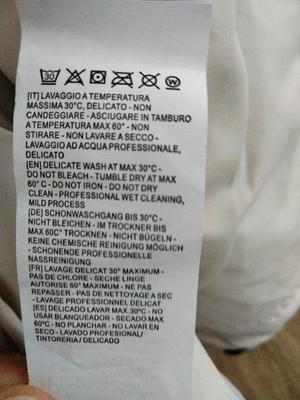 30 W
[IT] LAVAGGIO A TEMPERATURA
MASSIMA 30°C, DELICATO - NON
CANDEGGIARE - ASCIUGARE IN TAMBURO
A TEMPERATURA MAX 60° - NON
STIRARE - NON LAVARE A SECCO -
LAVAGGIO AD ACQUA PROFESSIONALE,
DELICATO
[EN] DELICATE WASH AT MAX 30°C -
DO NOT BLEACH - TUMBLE DRY AT MAX
60° C - DO NOT IRON - DO NOT DRY
CLEAN - PROFESSIONAL WET CLEANING,
MILD PROCESS
[DE] SCHONWASCHGANG BIS 30°C -
NICHT BLEICHEN - IM TROCKNER BIS
MAX 60C° TROCKNEN - NICHT BÜGELN -
KEINE CHEMISCHE REINIGUNG MÖGLICH
- SCHONENDE PROFESSIONELLE
NASSREINIGUNG
[FR] LAVAGE DELICAT 30° MAXIMUM -
PAS DE CHLORE - SÈCHE LINGE
AUTORISE 60° MAXIMUM - NE PAS
REPASSER - PAS DE NETTOYAGE A SEC
- LAVAGE PROFESSIONNEL DELICAT
[ES] DELICADO LAVAR MAX.30ºC - NO
USAR BLANQUEADOR - SECADO MAX
60ºC - NO PLANCHAR - NO LAVAR EN
SECO - LAVADO PROFESIONAL/
TINTORERIA / DELICADO